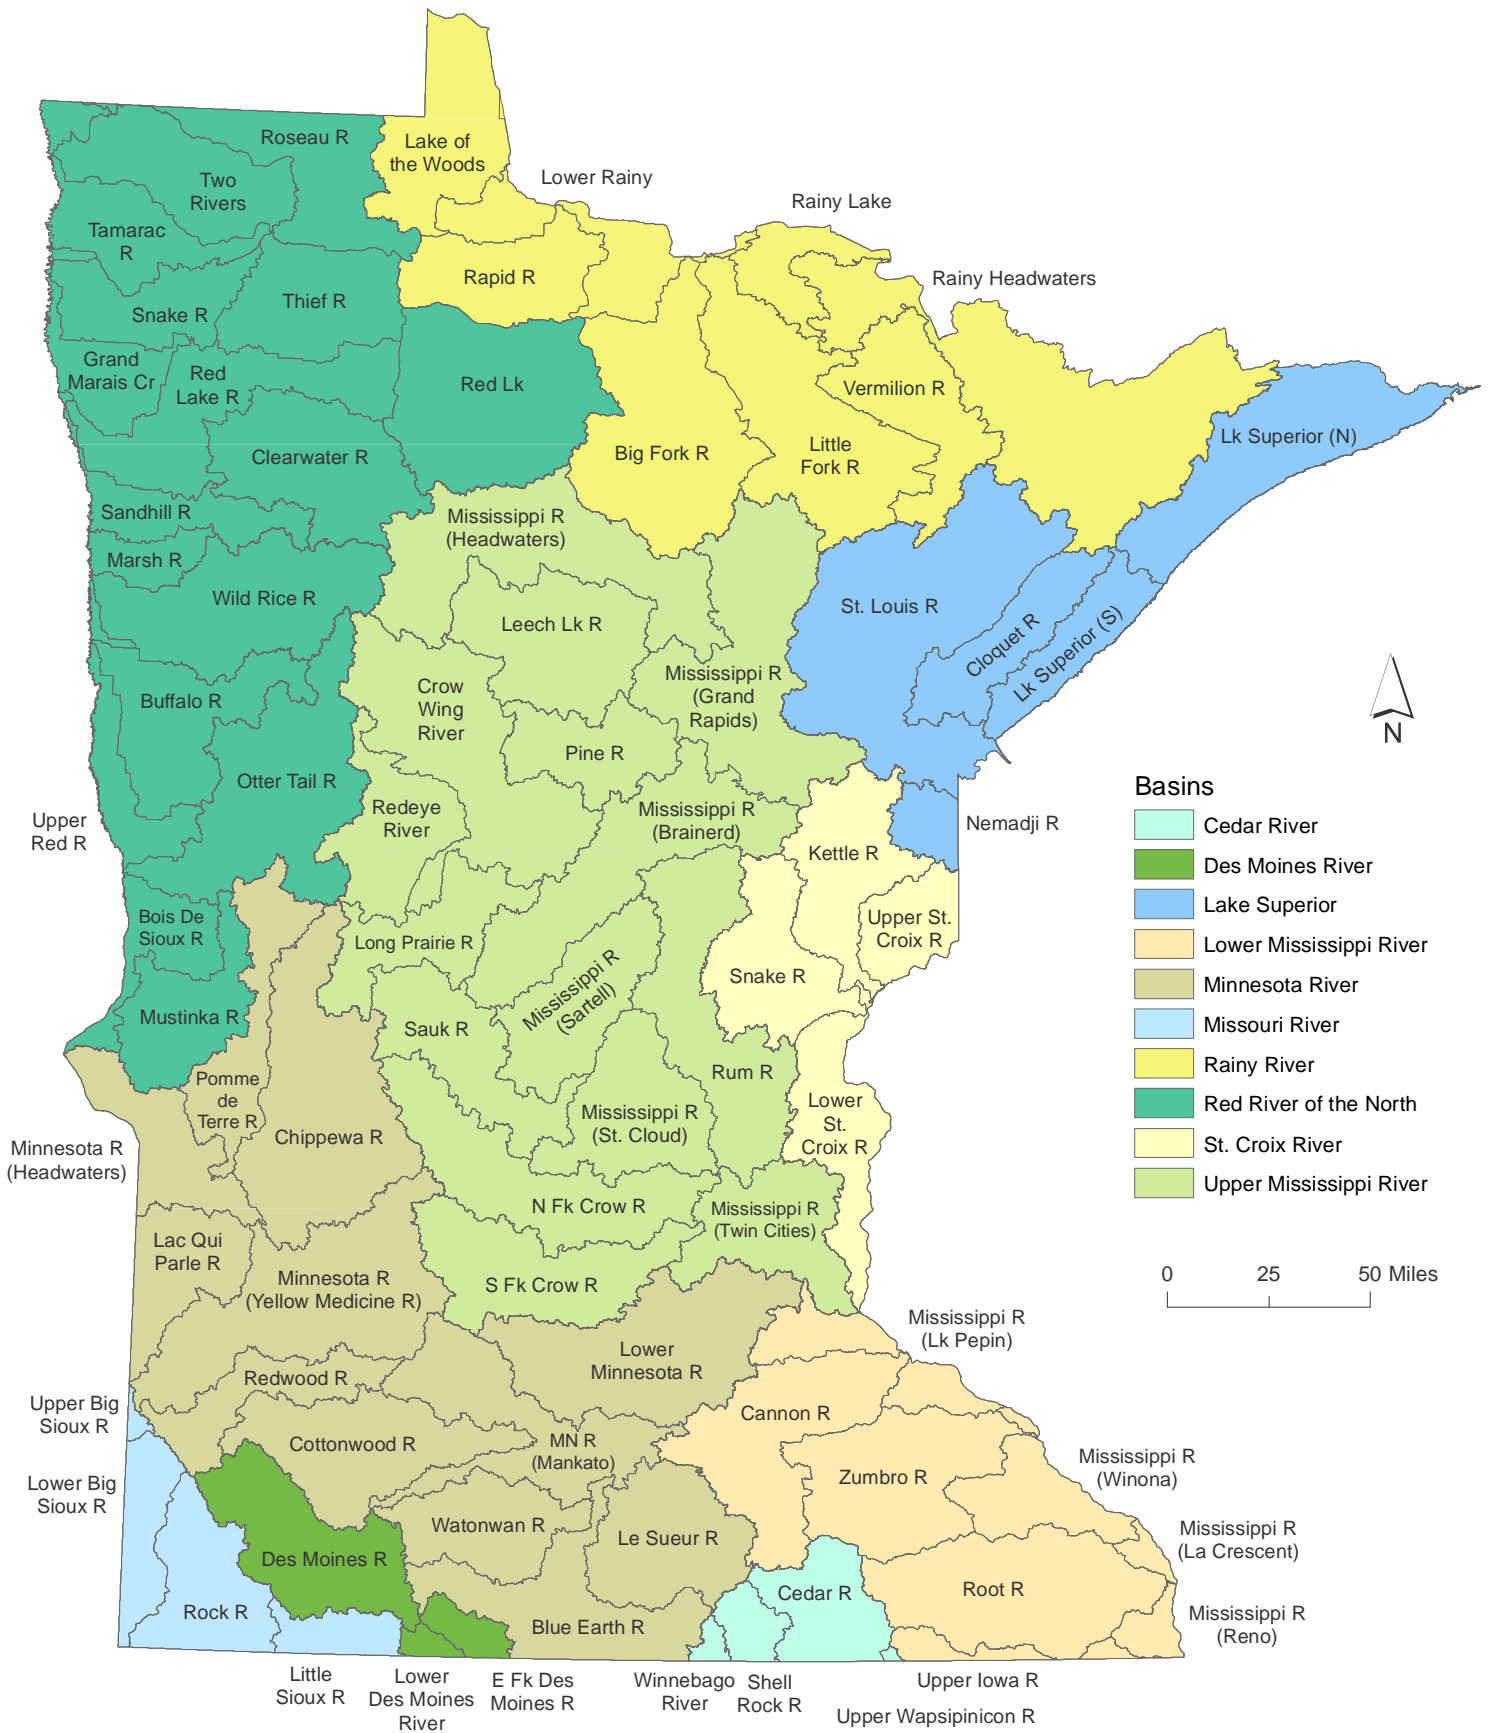 Roseau R
Lake of
the Woods
Lower Rainy
Two
Rivers
Rainy Lake
Tamarac
R
Rapid R
Rainy Headwaters
Thief R
Snake R
Grand
Marais Cr
Red
Lake R
Red Lk
Vermilion R
Lk Superior (N)
Clearwater R
Big Fork R
Little
Fork R
Sandhill R
Mississippi R
(Headwaters)
Marsh R
Wild Rice R
Leech Lk R
St. Louis R
Cloquet R
Lk Superior (S)
Buffalo R
Crow
Wing
River
Mississippi R
(Grand
Rapids)
N
Pine R
Otter Tail R
Redeye
River
Mississippi R
(Brainerd)
Upper
Red R
Nemadji R
Kettle R
Bois De
Sioux R
Upper St.
Croix R
Long Prairie R
Mississippi R
(Sartell)
Snake R
Mustinka R
Sauk R
Rum R
Pomme
de
Terre R
Mississippi R
(St. Cloud)
Lower
St.
Croix R
Chippewa R
Minnesota R
(Headwaters)
N Fk Crow R
Mississippi R
(Twin Cities)
Lac Qui
Parle R
Minnesota R
(Yellow Medicine R)
S Fk Crow R
Mississippi R
(Lk Pepin)
Lower
Minnesota R
Redwood R
Upper Big
Sioux R
Cannon R
Cottonwood R
MN R
(Mankato)
Mississippi R
(Winona)
Lower Big
Sioux R
Zumbro R
Watonwan R
Le Sueur R
Mississippi R
(La Crescent)
Des Moines R
Cedar R
Root R
Rock R
Blue Earth R
Mississippi R
(Reno)
Little
Sioux R
Lower
Des Moines
River
E Fk Des
Moines R
Winnebago
River
Shell
Rock R
Upper Iowa R
Upper Wapsipinicon R
Basins
Cedar River
Des Moines River
Lake Superior
Lower Mississippi River
Minnesota River
Missouri River
Rainy River
Red River of the North
St. Croix River
Upper Mississippi River
0 25 50 Miles